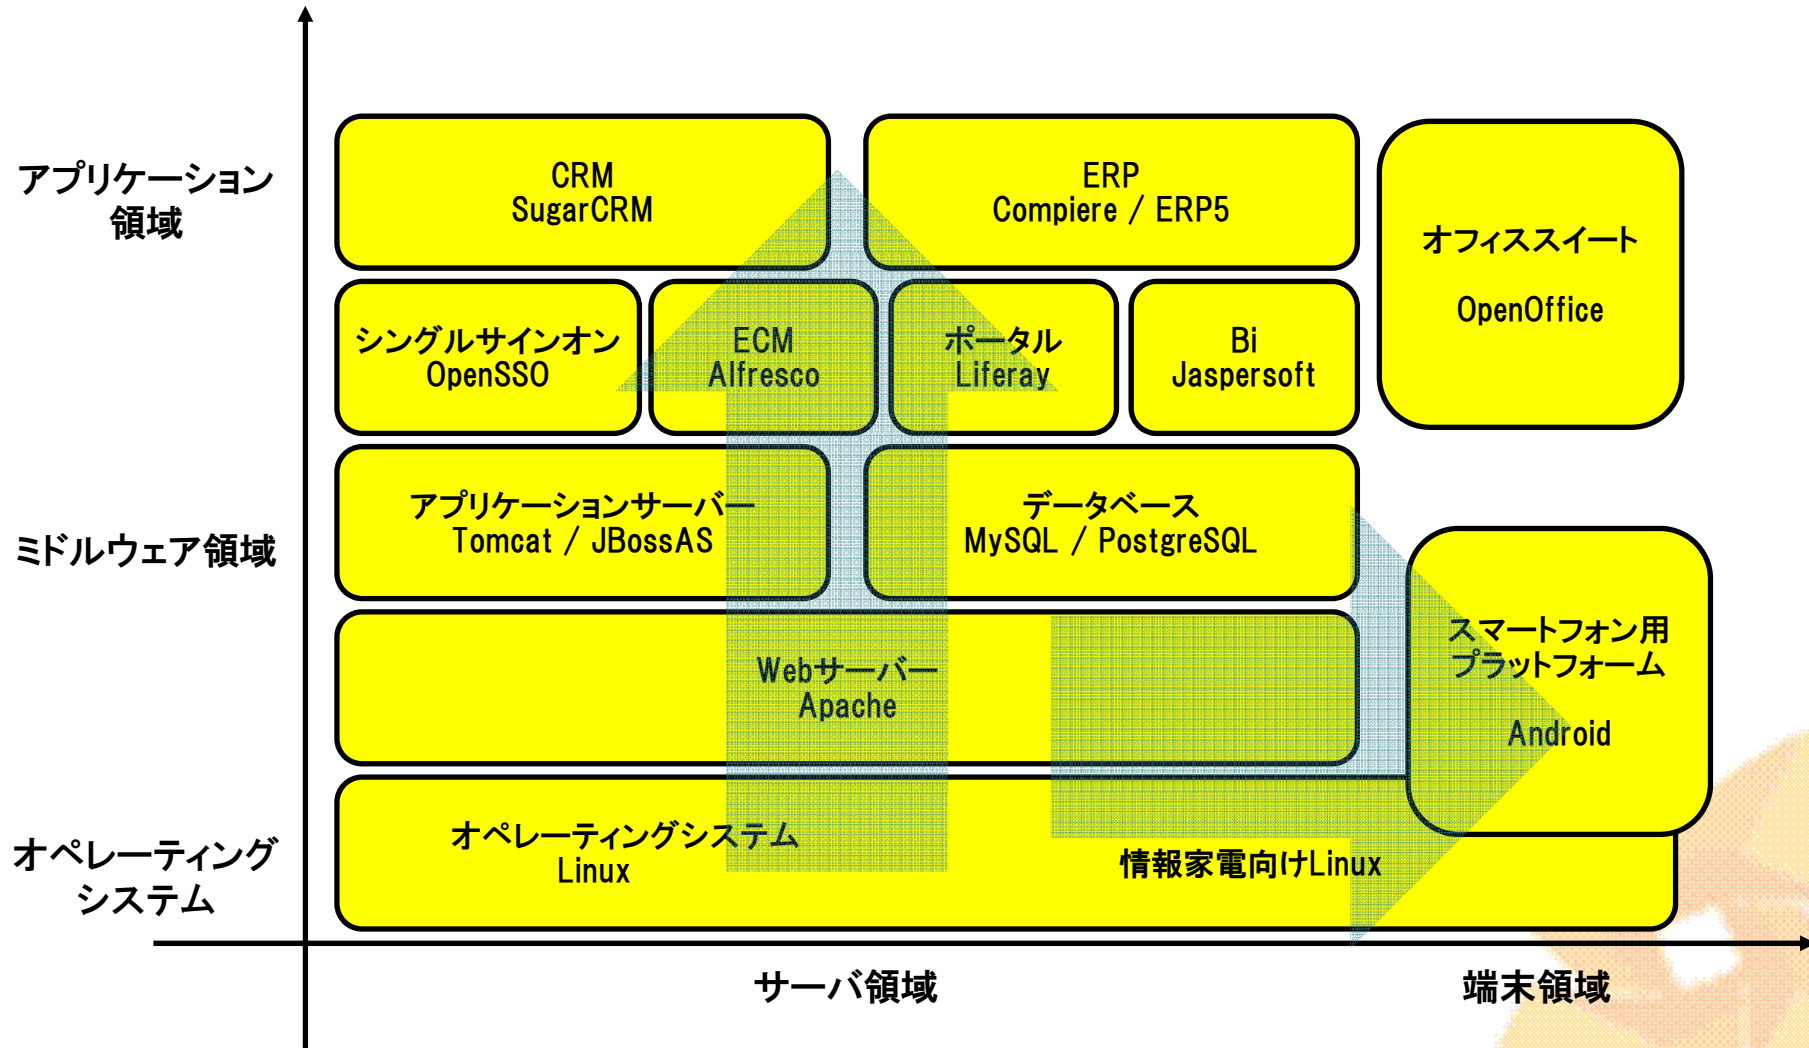 アプリケーション
領域
CRM
SugarCRM
ERP
Compiere / ERP5
オフィススイート
OpenOffice
シングルサインオン
OpenSSO
ECM
Alfresco
ポータル
Liferay
Bi
Jaspersoft
ミドルウェア領域
アプリケーションサーバー
Tomcat / JBossAS
データベース
MySQL / PostgreSQL
Webサーバー
Apache
スマートフォン用
プラットフォーム
Android
オペレーティング
システム
オペレーティングシステム
Linux
情報家電向けLinux
サーバ領域
端末領域